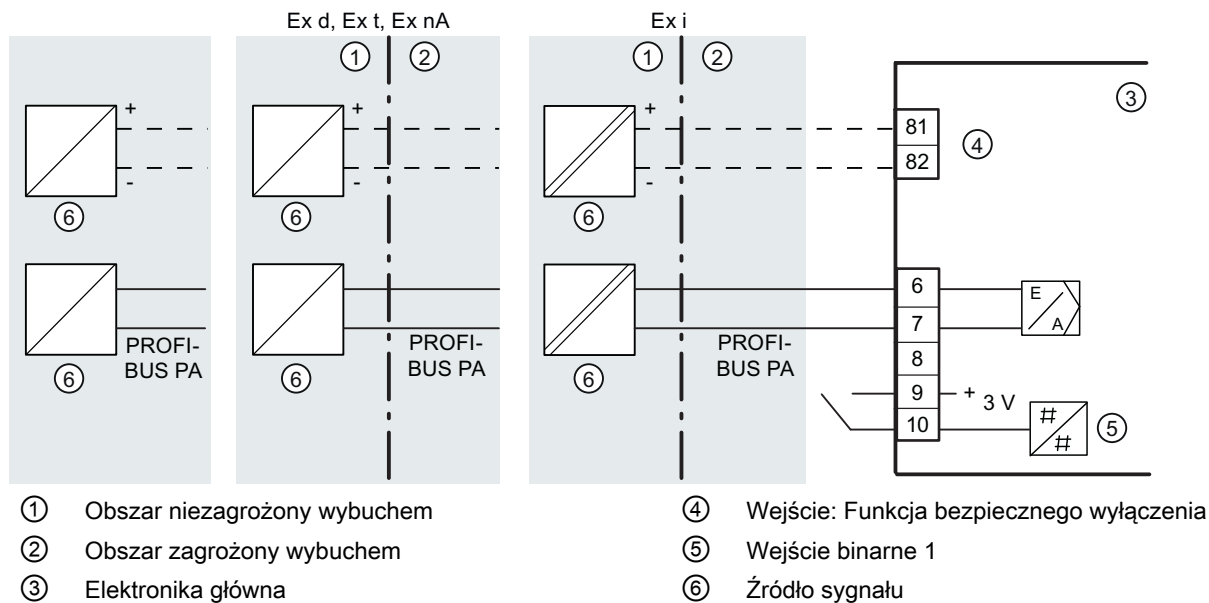 Ex d, Ex t, Ex nA
Ex i
① ②
① ②
③
+
-
⑥
+
-
⑥
+
-
⑥
81
82
④
PROFI-
BUS PA
⑥
PROFI-
BUS PA
⑥
PROFI-
BUS PA
⑥
6
7
8
9
10
E
A
+ 3 V
#
#
⑤
① Obszar niezagrożony wybuchem
② Obszar zagrożony wybuchem
③ Elektronika główna
④ Wejście: Funkcja bezpiecznego wyłączenia
⑤ Wejście binarne 1
⑥ Źródło sygnału